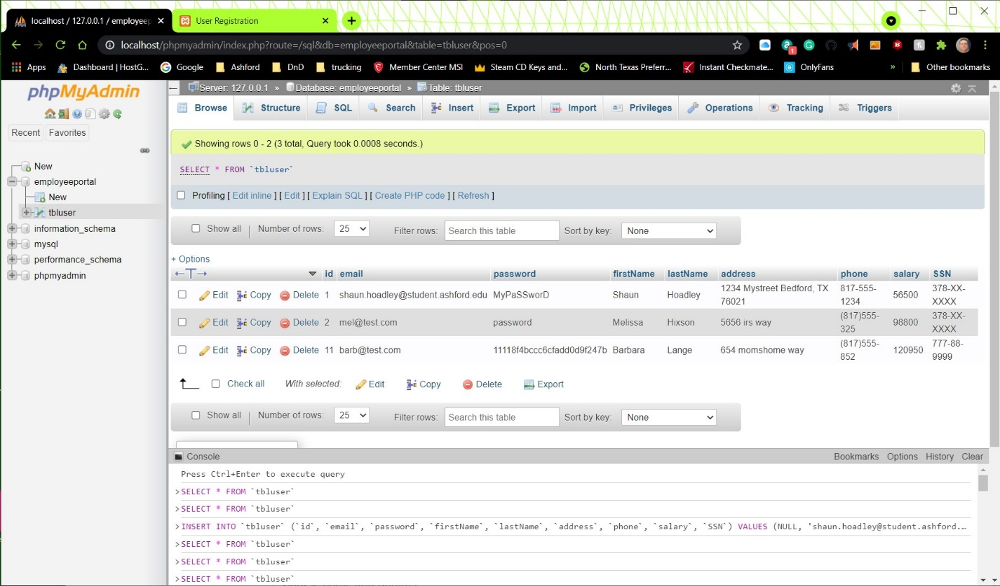 localhost / 127.0.0.1 / employeep
User Registration
localhost/phpmyadmin/index.php?route=/sql&db=employeeportal&table=tbluser&pos=0
Apps Dashboard | HostG... Google Ashford DnD trucking Member Center MSI Steam CD Keys and... North Texas Preferr... Instant Checkmate... OnlyFans » Other bookmarks
phpMyAdmin
Recent Favorites
New
employeeportal
New
tbluser
information_schema
mysql
performance_schema
phpmyadmin
Server: 127.0.0.1 » Database: employeeportal » Table: tbluser
Browse Structure SQL Search Insert Export Import Privileges Operations Tracking Triggers
Showing rows 0 - 2 (3 total, Query took 0.0008 seconds.)
SELECT * FROM `tbluser`
Profiling [ Edit inline ] [ Edit ] [ Explain SQL ] [ Create PHP code ] [ Refresh ]
Show all | Number of rows: 25 Filter rows: Search this table Sort by key: None
+ Options
←T→ id email password firstName lastName address phone salary SSN
Edit Copy Delete 1 shaun.hoadley@student.ashford.edu MyPaSSworD Shaun Hoadley 1234 Mystreet Bedford, TX 817-555- 56500 378-XX-
76021 1234 XXXX
Edit Copy Delete 2 mel@test.com password Melissa Hixson 5656 irs way (817)555- 98800 378-XX-
325 XXXX
Edit Copy Delete 11 barb@test.com 11118f4bccc6cfadd0d9f247b Barbara Lange 654 momshome way (817)555- 120950 777-88-
852 9999
Check all With selected: Edit Copy Delete Export
Show all | Number of rows: 25 Filter rows: Search this table Sort by key: None
Console Bookmarks Options History Clear
Press Ctrl+Enter to execute query
>SELECT * FROM `tbluser`
>SELECT * FROM `tbluser`
>INSERT INTO `tbluser` (`id`, `email`, `password`, `firstName`, `lastName`, `address`, `phone`, `salary`, `SSN`) VALUES (NULL, 'shaun.hoadley@student.ashford.…
>SELECT * FROM `tbluser`
>SELECT * FROM `tbluser`
>SELECT * FROM `tbluser`